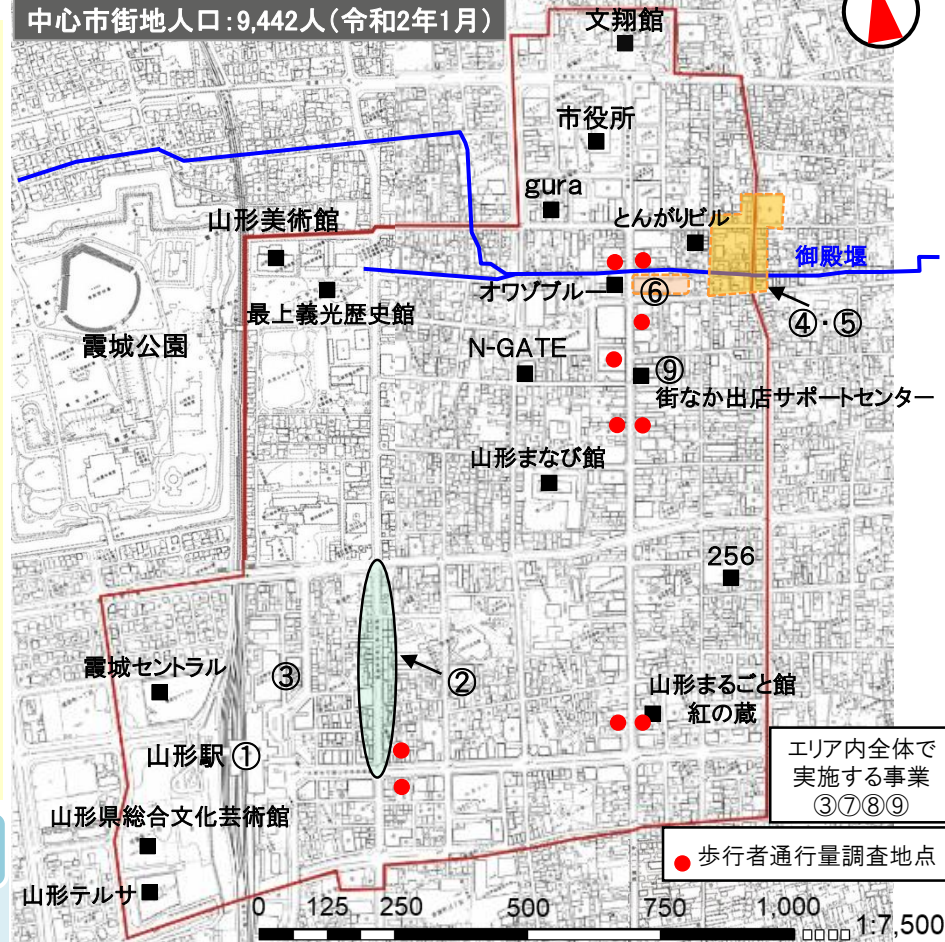 中心市街地人口：9,442人（令和2年1月）
文翔館
市役所
gura
とんがりビル
山形美術館
御殿堰
オワゾブルー
⑥
最上義光歴史館
④・⑤
霞城公園
N-GATE
⑨
街なか出店サポートセンター
山形まなび館
256
霞城セントラル
③
②
山形まるごと館
紅の蔵
山形駅①
エリア内全体で
実施する事業
③⑦⑧⑨
山形県総合文化芸術館
歩行者通行量調査地点
山形テルサ
0 125 250 500 750 1,000
1:7,500